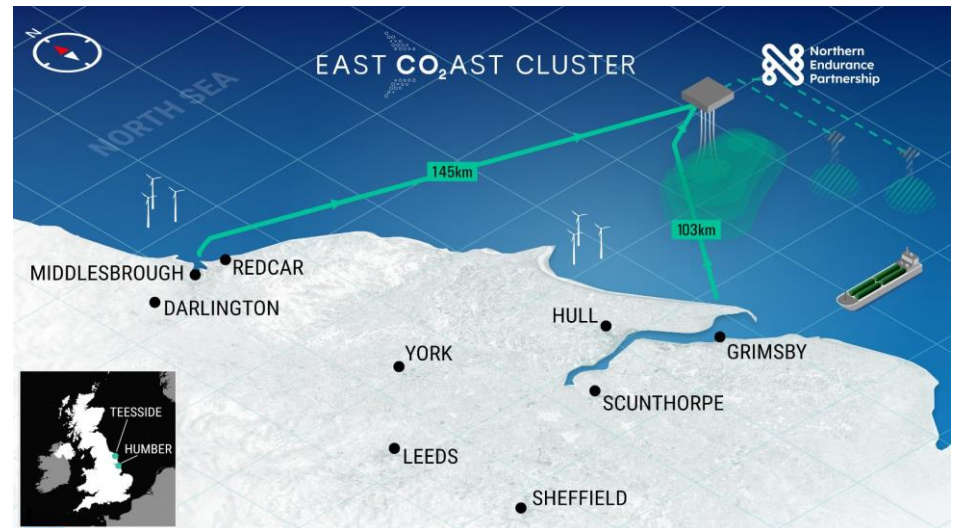 N
EAST CO₂AST CLUSTER
Northern
Endurance
Partnership
NORTH SEA
145km
103km
MIDDLESBROUGH
REDCAR
DARLINGTON
HULL
GRIMSBY
YORK
SCUNTHORPE
LEEDS
SHEFFIELD
TEESSIDE
HUMBER